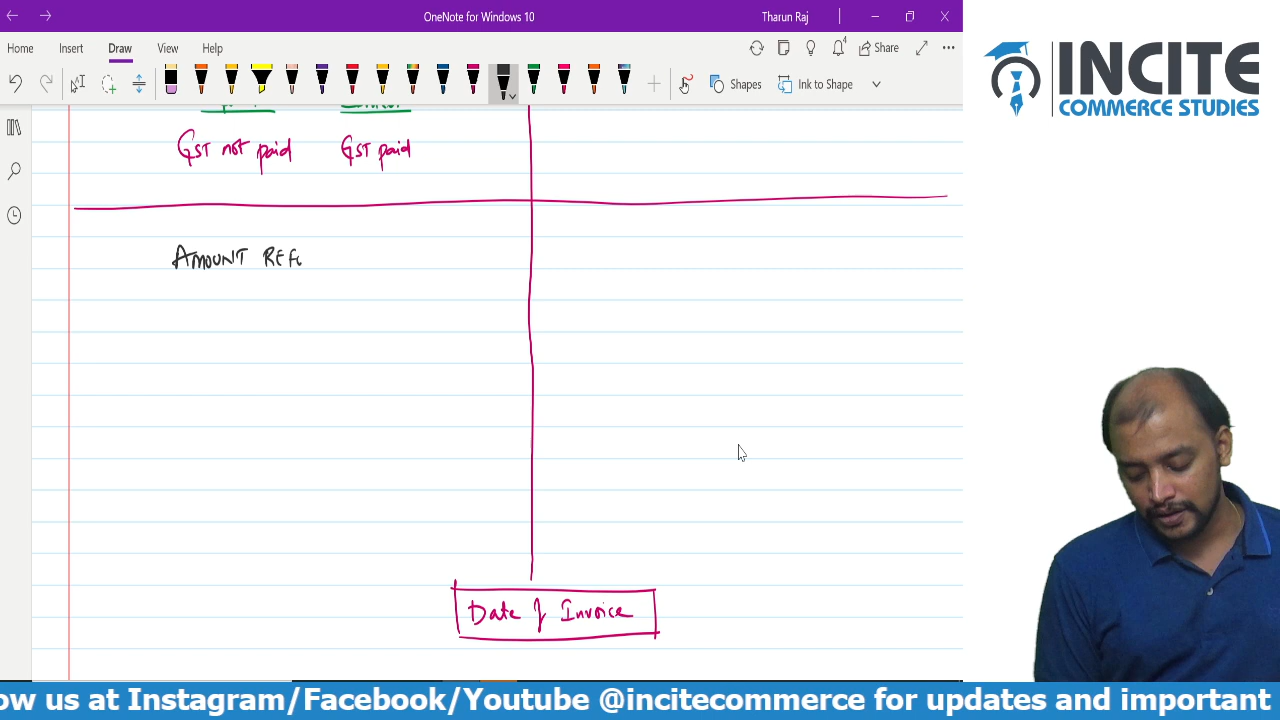 OneNote for Windows 10
Tharun Raj
Home Insert Draw View Help
4
Share
Shapes
Ink to Shape
GST not paid GST paid
AMOUNT REFU
Date of Invoice
INCITE
COMMERCE STUDIES
ow us at Instagram/Facebook/Youtube @incitecommerce for updates and important